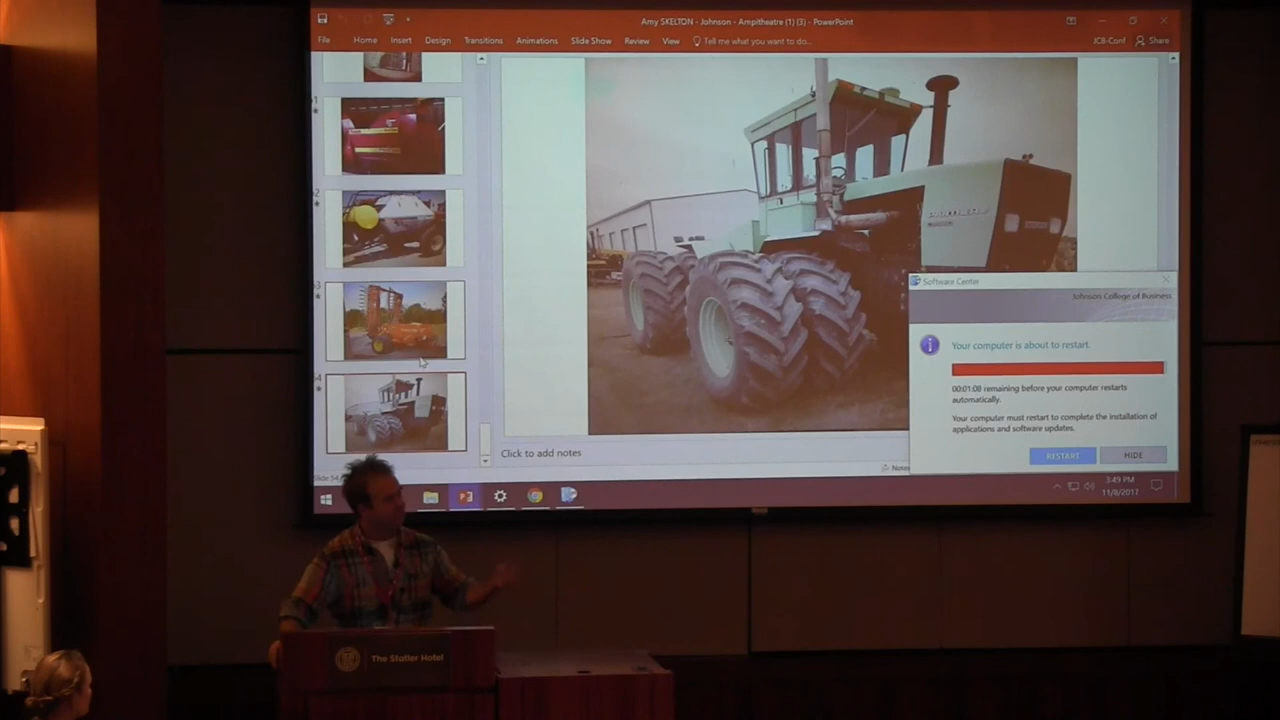 Amy SKELTON - Johnson - Ampitheatre (1) (3) - PowerPoint
File Home Insert Design Transitions Animations Slide Show Review View Tell me what you want to do... JCB-Conf Share
PANTHER
Software Center
Johnson College of Business
Your computer is about to restart.
00:01:08 remaining before your computer restarts
automatically.
Your computer must restart to complete the installation of
applications and software updates.
RESTART HIDE
Click to add notes
Notes
Slide 54
3:49 PM
11/8/2017
The Statler Hotel